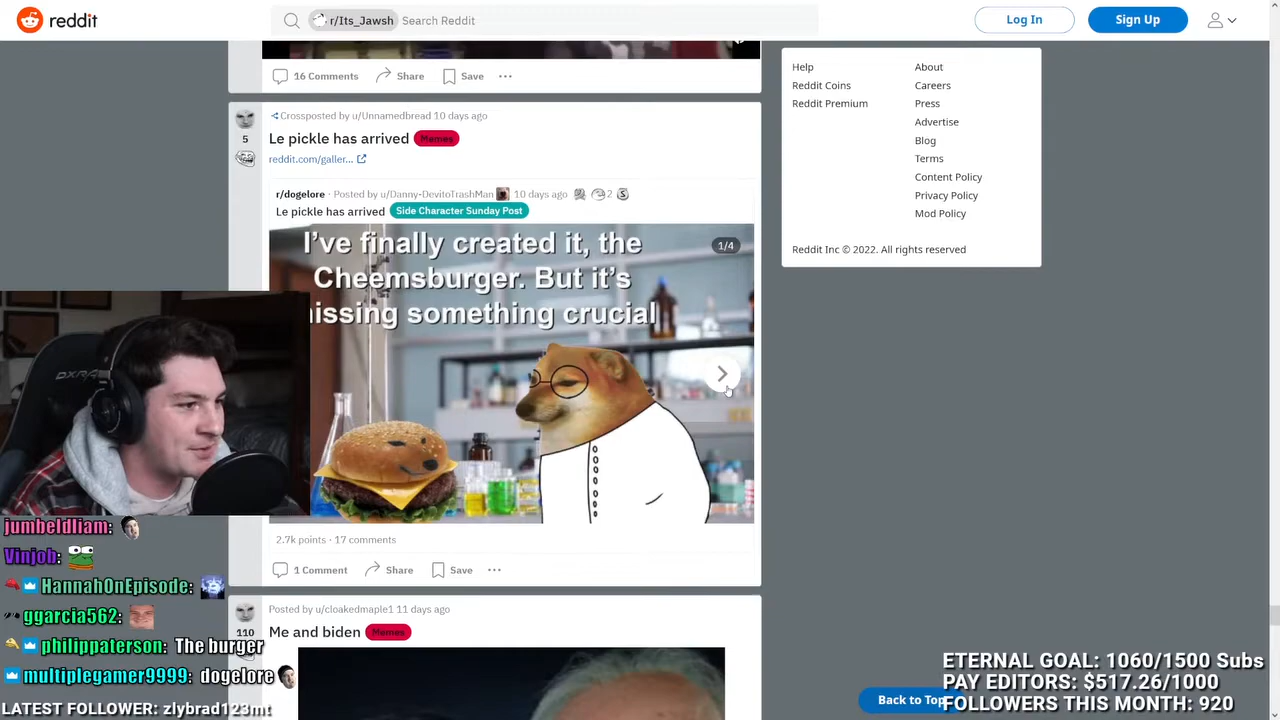 reddit
r/Its_Jawsh Search Reddit
Log In
Sign Up
16 Comments Share Save
Help About
Reddit Coins Careers
Reddit Premium Press
Advertise
Blog
Terms
Content Policy
Privacy Policy
Mod Policy
Reddit Inc © 2022. All rights reserved
5
Crossposted by u/Unnamedbread 10 days ago
Le pickle has arrived Memes
reddit.com/galler...
r/dogelore · Posted by u/Danny-DevitoTrashMan 10 days ago 2
Le pickle has arrived Side Character Sunday Post
I've finally created it, the
Cheemsburger. But it's
issing something crucial
1/4
DXRA
2.7k points · 17 comments
1 Comment Share Save
110
Posted by u/cloakedmaple1 11 days ago
Me and biden Memes
Back to Top
jumbeldliam:
Vinjob:
HannahOnEpisode:
ggarcia562:
philippaterson: The burger
multiplegamer9999: dogelore
LATEST FOLLOWER: zlybrad123mt
ETERNAL GOAL: 1060/1500 Subs
PAY EDITORS: $517.26/1000
FOLLOWERS THIS MONTH: 920